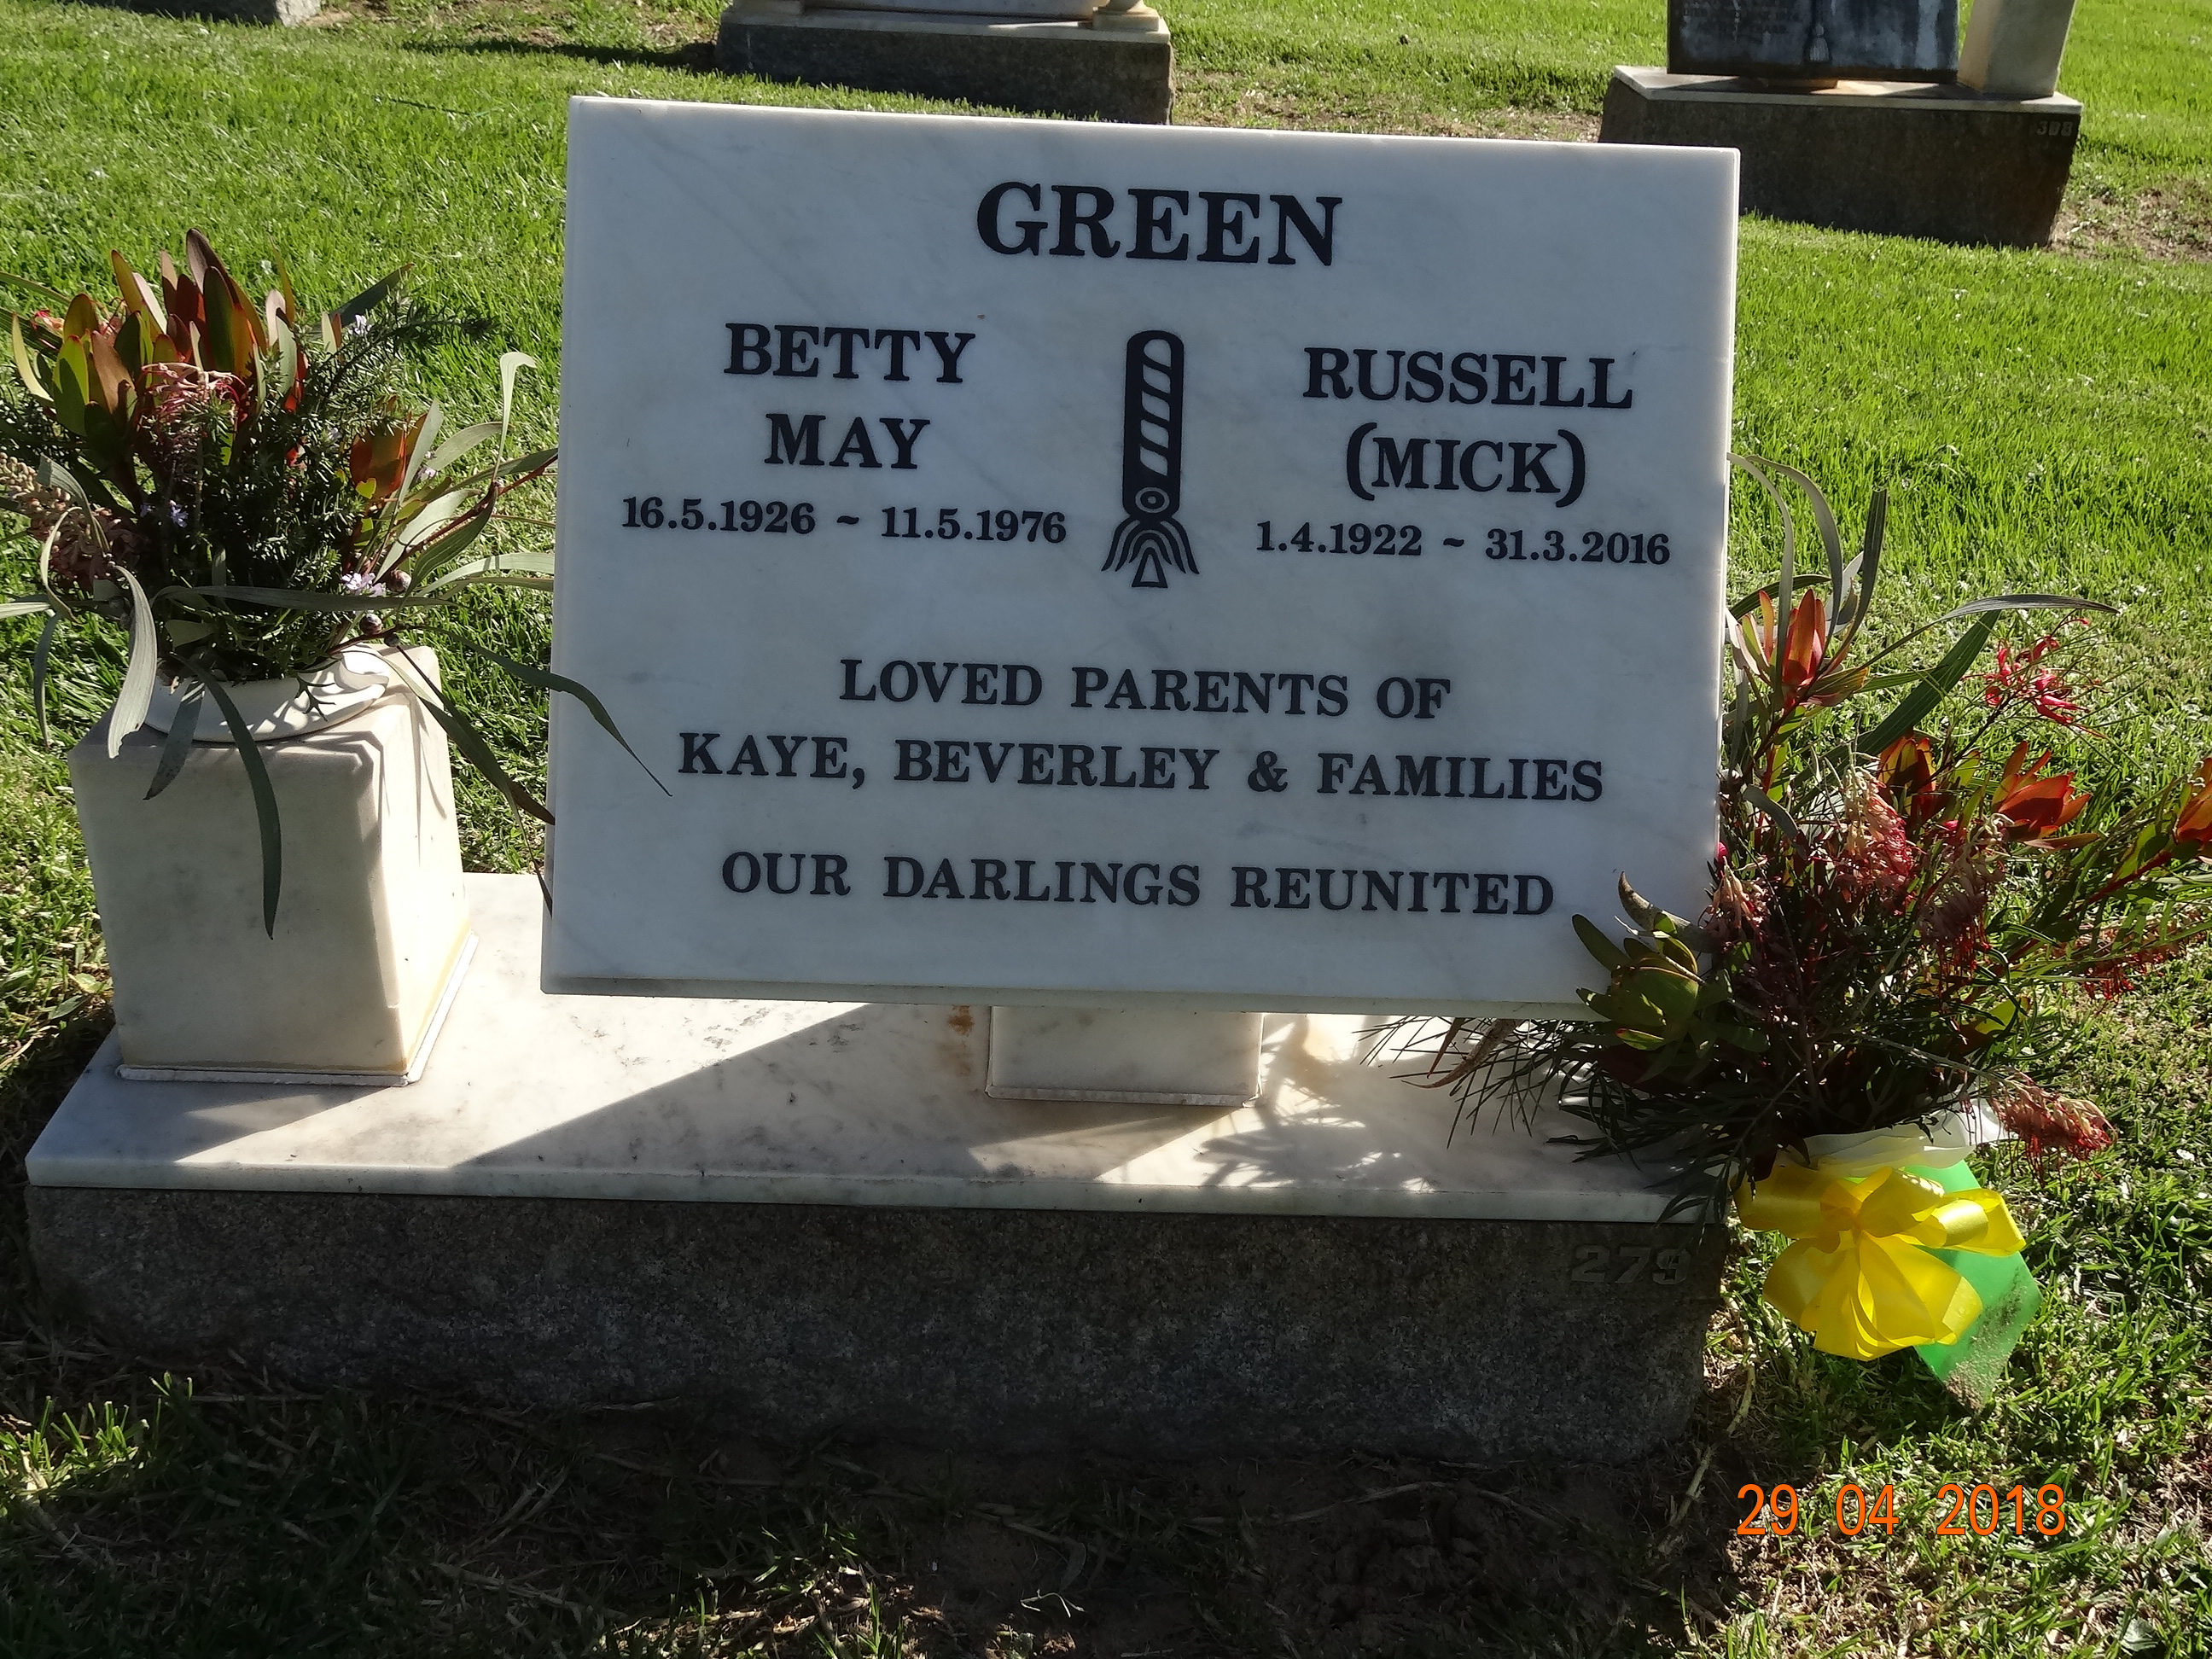 308
GREEN
BETTY
MAY
16.5.1926 ~ 11.5.1976
RUSSELL
(MICK)
1.4.1922 ~ 31.3.2016
LOVED PARENTS OF
KAYE, BEVERLEY & FAMILIES
OUR DARLINGS REUNITED
279
29 04 2018